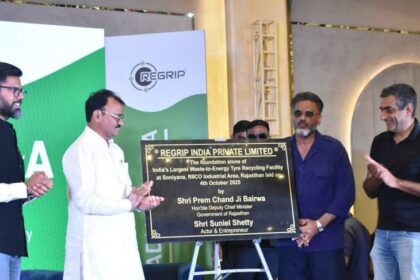 REGRIP
REGRIP INDIA PRIVATE LIMITED
The foundation stone of
India's Largest Waste-to-Energy Tyre Recycling Facility
at Soniyana, RIICO Industrial Area, Rajasthan laid on
4th October 2025
by
Shri Prem Chand Ji Bairwa
Hon'ble Deputy Chief Minister
Government of Rajasthan
Shri Suniel Shetty
Actor & Entrepreneur